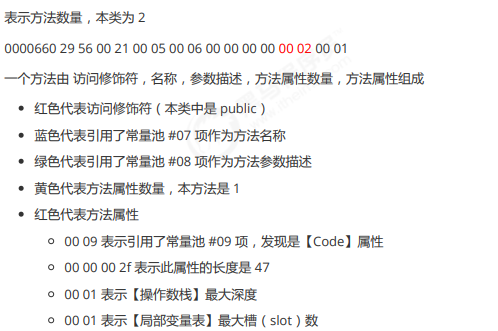 表示方法数量，本类为 2
0000660 29 56 00 21 00 05 00 06 00 00 00 00 00 02 00 01
一个方法由 访问修饰符，名称，参数描述，方法属性数量，方法属性组成
红色代表访问修饰符（本类中是 public）
蓝色代表引用了常量池 #07 项作为方法名称
绿色代表引用了常量池 #08 项作为方法参数描述
黄色代表方法属性数量，本方法是 1
红色代表方法属性
00 09 表示引用了常量池 #09 项，发现是【Code】属性
00 00 00 2f 表示此属性的长度是 47
00 01 表示【操作数栈】最大深度
00 01 表示【局部变量表】最大槽（slot）数